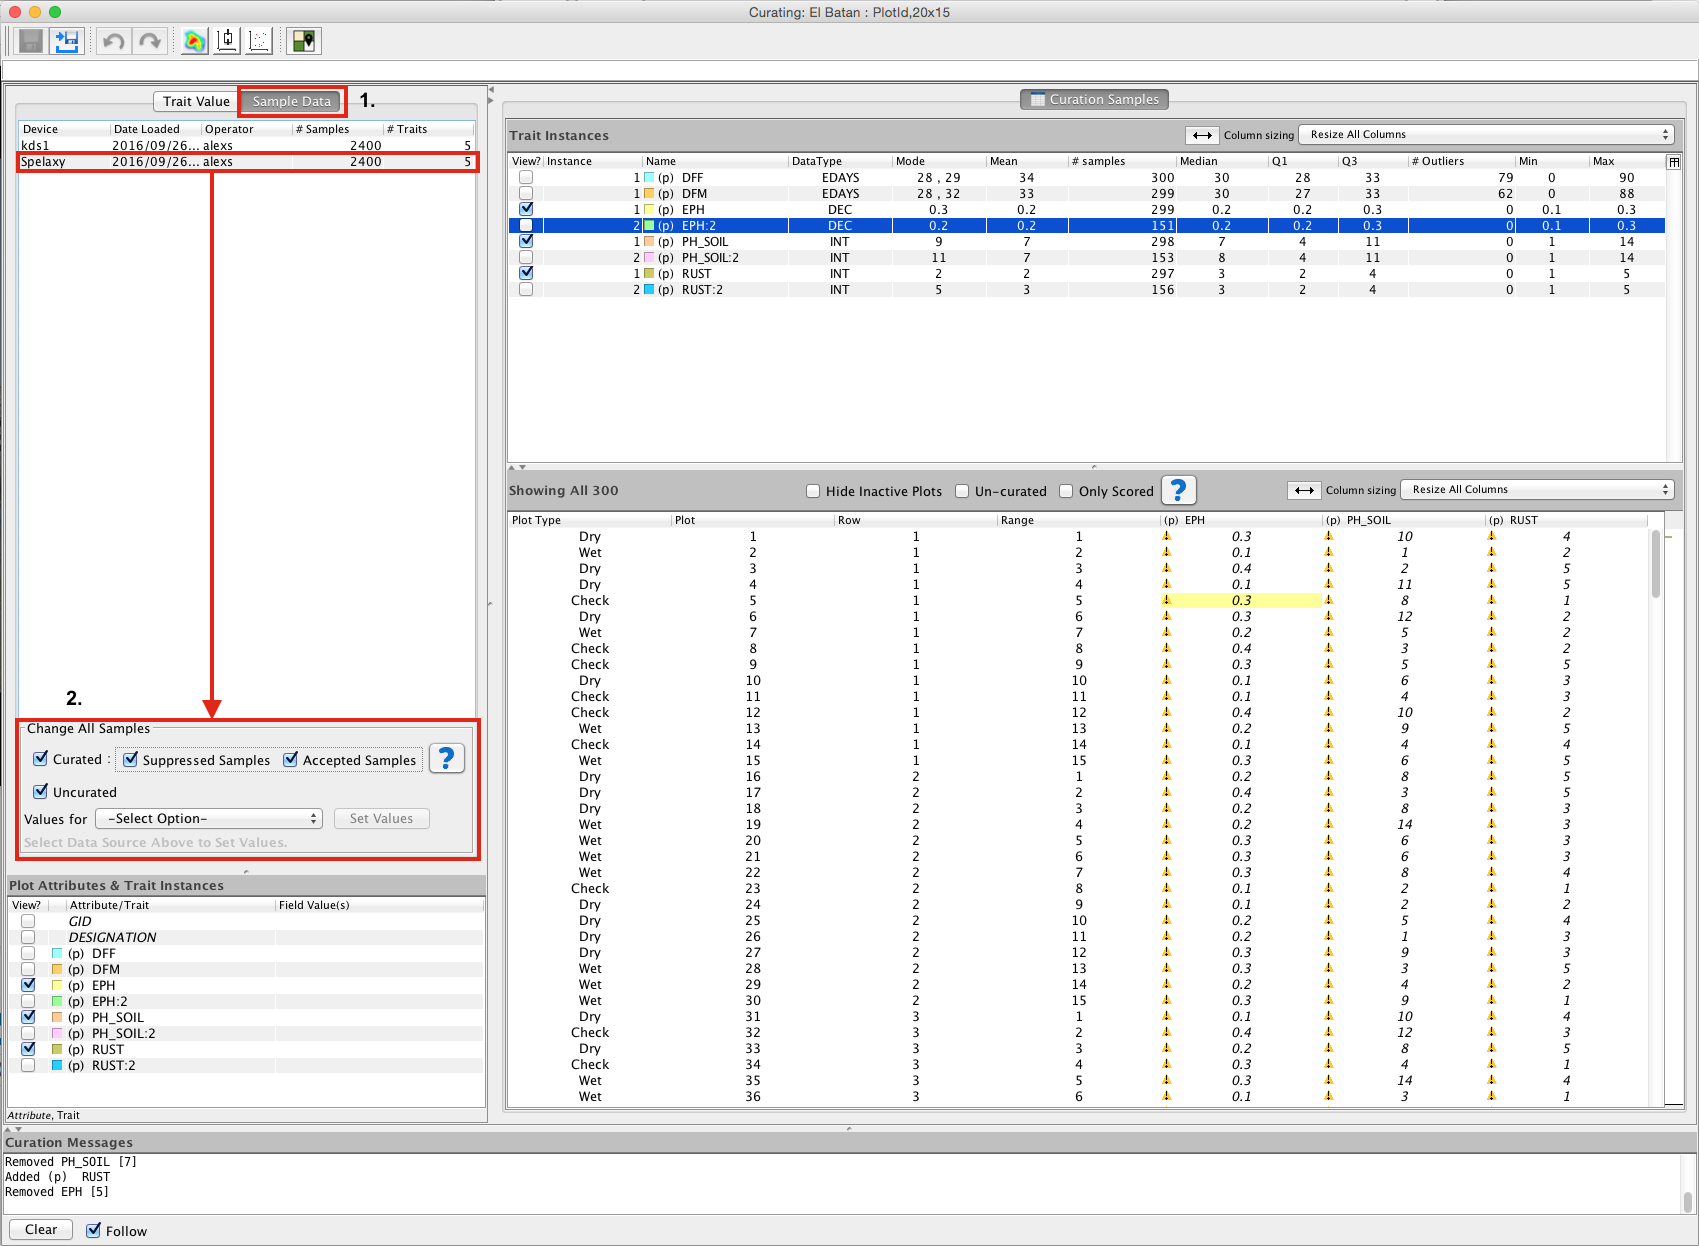 Curating: El Batan : PlotId,20x15
Trait Value Sample Data 1.
Device Date Loaded Operator # Samples # Traits
kds1 2016/09/26... alexs 2400 5
Spelaxy 2016/09/26... alexs 2400 5
2.
Change All Samples
Curated : Suppressed Samples Accepted Samples ?
Uncurated
Values for -Select Option- Set Values
Select Data Source Above to Set Values.
Plot Attributes & Trait Instances
View? Attribute/Trait Field Value(s)
GID
DESIGNATION
(p) DFF
(p) DFM
(p) EPH
(p) EPH:2
(p) PH_SOIL
(p) PH_SOIL:2
(p) RUST
(p) RUST:2
Attribute, Trait
Curation Samples
Trait Instances Column sizing Resize All Columns
View? Instance Name DataType Mode Mean # samples Median Q1 Q3 # Outliers Min Max
1 (p) DFF EDAYS 28 , 29 34 300 30 28 33 79 0 90
1 (p) DFM EDAYS 28 , 32 33 299 30 27 33 62 0 88
1 (p) EPH DEC 0.3 0.2 299 0.2 0.2 0.3 0 0.1 0.3
2 (p) EPH:2 DEC 0.2 0.2 151 0.2 0.2 0.3 0 0.1 0.3
1 (p) PH_SOIL INT 9 7 298 7 4 11 0 1 14
2 (p) PH_SOIL:2 INT 11 7 153 8 4 11 0 1 14
1 (p) RUST INT 2 2 297 3 2 4 0 1 5
2 (p) RUST:2 INT 5 3 156 3 2 4 0 1 5
Showing All 300 Hide Inactive Plots Un-curated Only Scored ? Column sizing Resize All Columns
Plot Type Plot Row Range (p) EPH (p) PH_SOIL (p) RUST
Dry 1 1 1 0.3 10 4
Wet 2 1 2 0.1 1 2
Dry 3 1 3 0.4 2 5
Dry 4 1 4 0.1 11 5
Check 5 1 5 0.3 8 1
Dry 6 1 6 0.3 12 2
Wet 7 1 7 0.2 5 2
Check 8 1 8 0.4 3 2
Check 9 1 9 0.3 5 5
Dry 10 1 10 0.1 6 3
Check 11 1 11 0.1 4 3
Check 12 1 12 0.4 10 2
Wet 13 1 13 0.2 9 5
Check 14 1 14 0.1 4 4
Wet 15 1 15 0.3 6 5
Dry 16 2 1 0.2 8 5
Dry 17 2 2 0.4 3 5
Dry 18 2 3 0.2 8 3
Wet 19 2 4 0.2 14 3
Wet 20 2 5 0.3 6 3
Wet 21 2 6 0.3 6 3
Wet 22 2 7 0.3 8 4
Check 23 2 8 0.1 2 1
Dry 24 2 9 0.1 2 2
Dry 25 2 10 0.2 5 4
Dry 26 2 11 0.2 1 3
Dry 27 2 12 0.3 9 3
Wet 28 2 13 0.3 3 5
Wet 29 2 14 0.2 4 2
Wet 30 2 15 0.3 9 1
Dry 31 3 1 0.1 10 4
Check 32 3 2 0.4 12 3
Dry 33 3 3 0.2 8 5
Check 34 3 4 0.3 4 1
Wet 35 3 5 0.3 14 4
Wet 36 3 6 0.1 3 1
Curation Messages
Removed PH_SOIL [7]
Added (p) RUST
Removed EPH [5]
Clear Follow